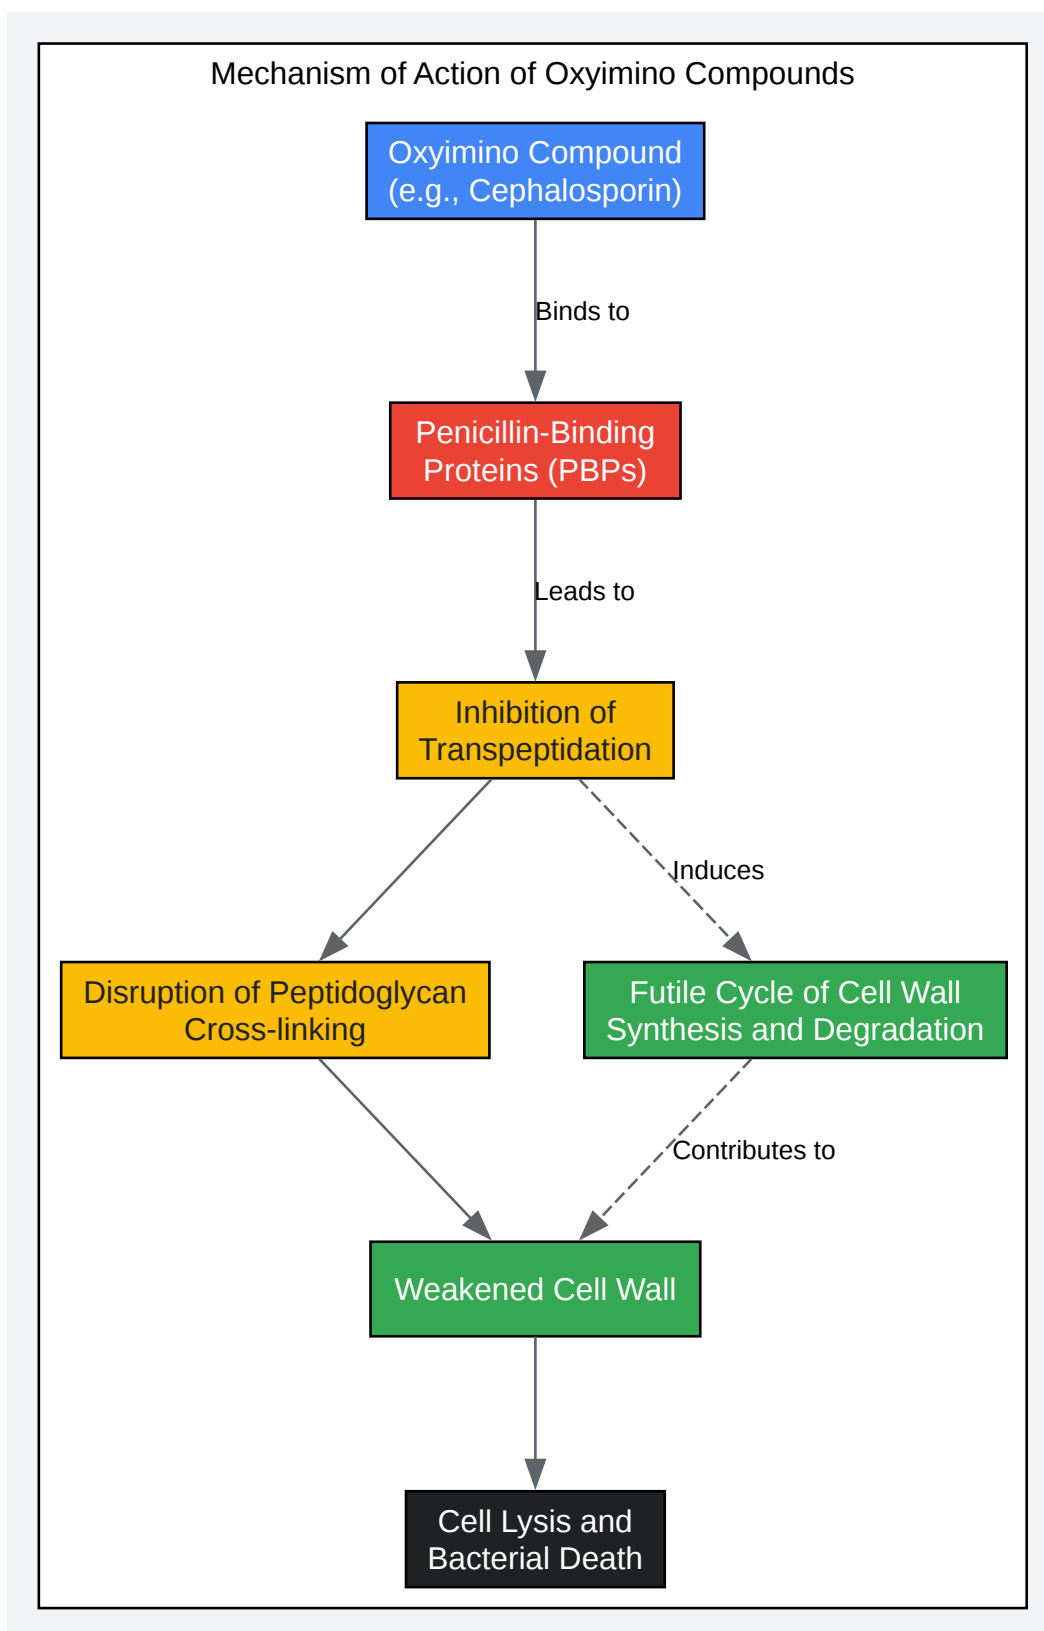 Mechanism of Action of Oxyimino Compounds
Oxyimino Compound
(e.g., Cephalosporin)
Binds to
Penicillin-Binding
Proteins (PBPs)
Leads to
Inhibition of
Transpeptidation
Induces
Disruption of Peptidoglycan
Cross-linking
Futile Cycle of Cell Wall
Synthesis and Degradation
Contributes to
Weakened Cell Wall
Cell Lysis and
Bacterial Death